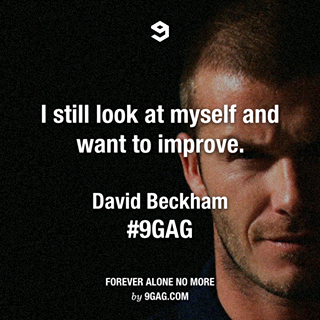 9
I still look at myself and
want to improve.
David Beckham
#9GAG
FOREVER ALONE NO MORE
by 9GAG.COM